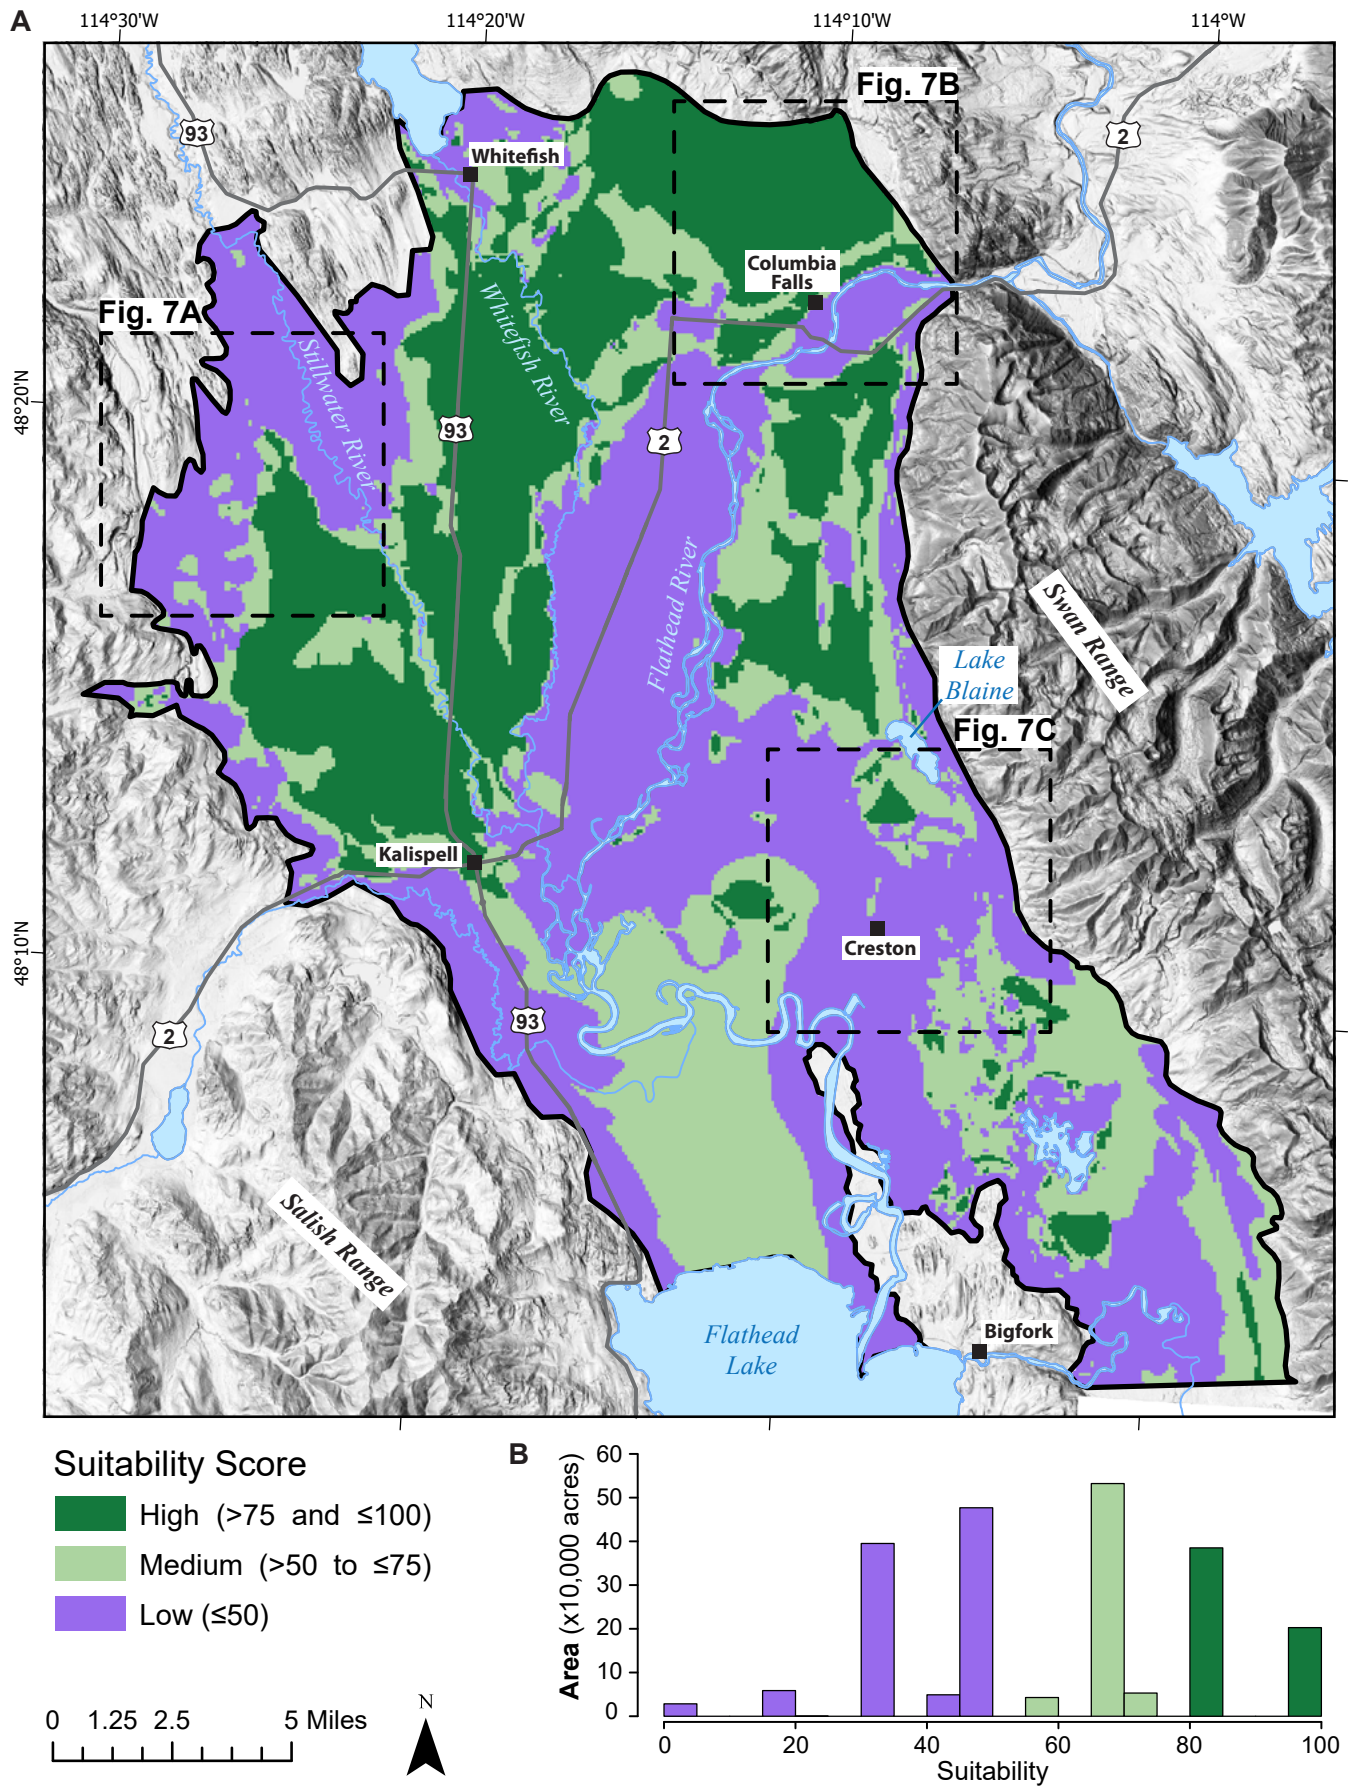 A
114°30'W
114°20'W
114°10'W
114°W
Fig. 7B
93
2
Whitefish
Columbia
Falls
Fig. 7A
Whitefish River
Stillwater River
48°20'N
93
2
Flathead River
Swan Range
Lake
Blaine
Fig. 7C
Kalispell
48°10'N
Creston
93
2
Salish Range
Flathead
Lake
Bigfork
Suitability Score
High (>75 and ≤100)
Medium (>50 to ≤75)
Low (≤50)
0 1.25 2.5 5 Miles
N
B
Area (x10,000 acres)
60
50
40
30
20
10
0
0 20 40 60 80 100
Suitability